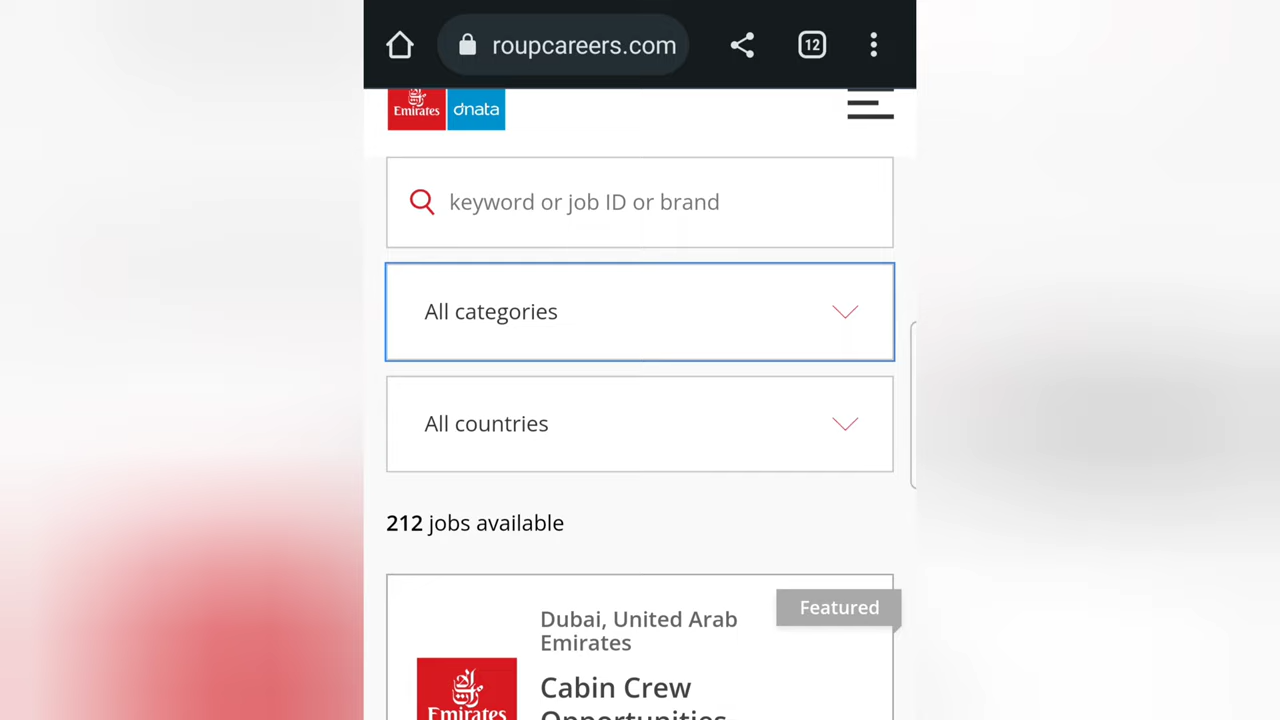 roupcareers.com
12
Emirates
dnata
keyword or job ID or brand
All categories
All countries
212 jobs available
Featured
Dubai, United Arab
Emirates
Cabin Crew
Opportunities-
Emirates